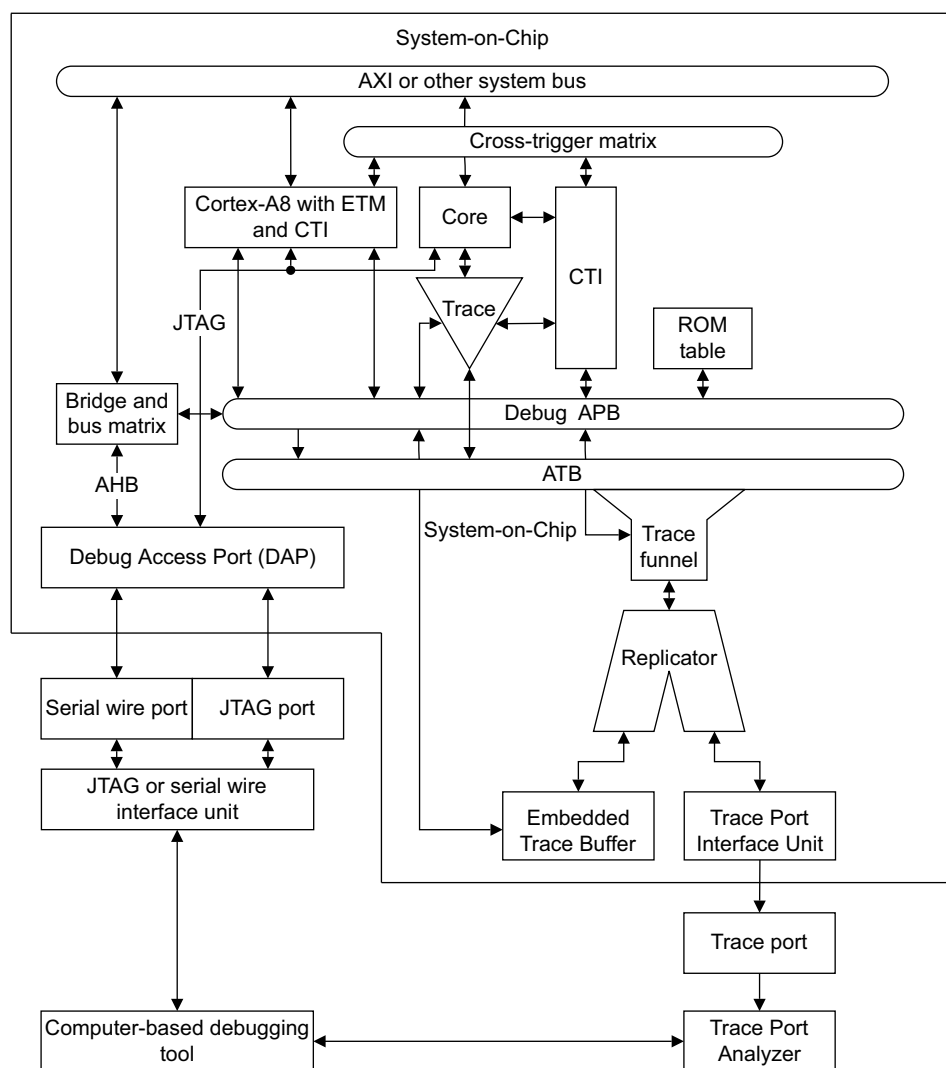 System-on-Chip
AXI or other system bus
Cross-trigger matrix
Cortex-A8 with ETM
and CTI
Core
CTI
Trace
JTAG
ROM
table
Bridge and
bus matrix
Debug APB
AHB
ATB
System-on-Chip
Trace
funnel
Debug Access Port (DAP)
Replicator
Serial wire port
JTAG port
JTAG or serial wire
interface unit
Embedded
Trace Buffer
Trace Port
Interface Unit
Trace port
Computer-based debugging
tool
Trace Port
Analyzer